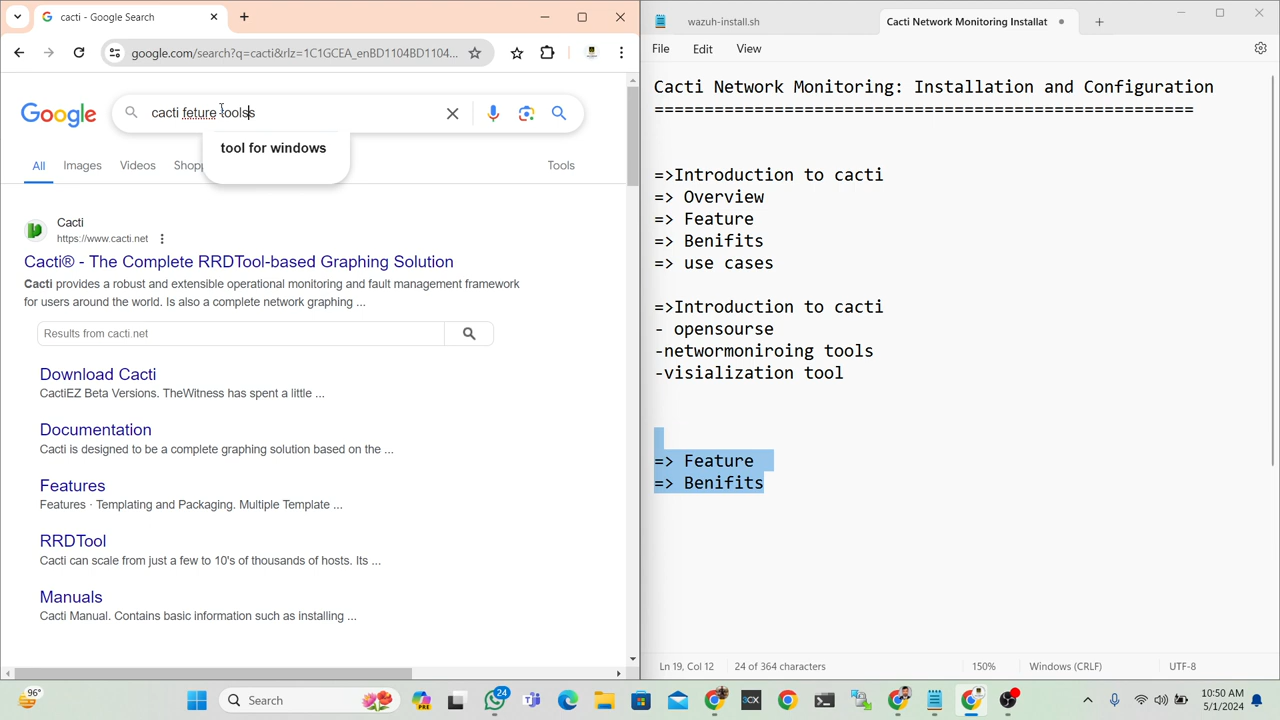 cacti - Google Search
google.com/search?q=cacti&rlz=1C1GCEA_enBD1104BD1104...
Google
cacti feture toolss
tool for windows
All
Images
Videos
Shopp
Tools
Cacti
https://www.cacti.net
Cacti® - The Complete RRDTool-based Graphing Solution
Cacti provides a robust and extensible operational monitoring and fault management framework
for users around the world. Is also a complete network graphing ...
Results from cacti.net
Download Cacti
CactiEZ Beta Versions. TheWitness has spent a little ...
Documentation
Cacti is designed to be a complete graphing solution based on the ...
Features
Features · Templating and Packaging. Multiple Template ...
RRDTool
Cacti can scale from just a few to 10's of thousands of hosts. Its ...
Manuals
Cacti Manual. Contains basic information such as installing ...
wazuh-install.sh
Cacti Network Monitoring Installat
File
Edit
View
Cacti Network Monitoring: Installation and Configuration
======================================================
=>Introduction to cacti
=> Overview
=> Feature
=> Benifits
=> use cases
=>Introduction to cacti
- opensourse
-networmoniroing tools
-visialization tool
=> Feature
=> Benifits
Ln 19, Col 12
24 of 364 characters
150%
Windows (CRLF)
UTF-8
96°
Search
PRE
24
3CX
10:50 AM
5/1/2024